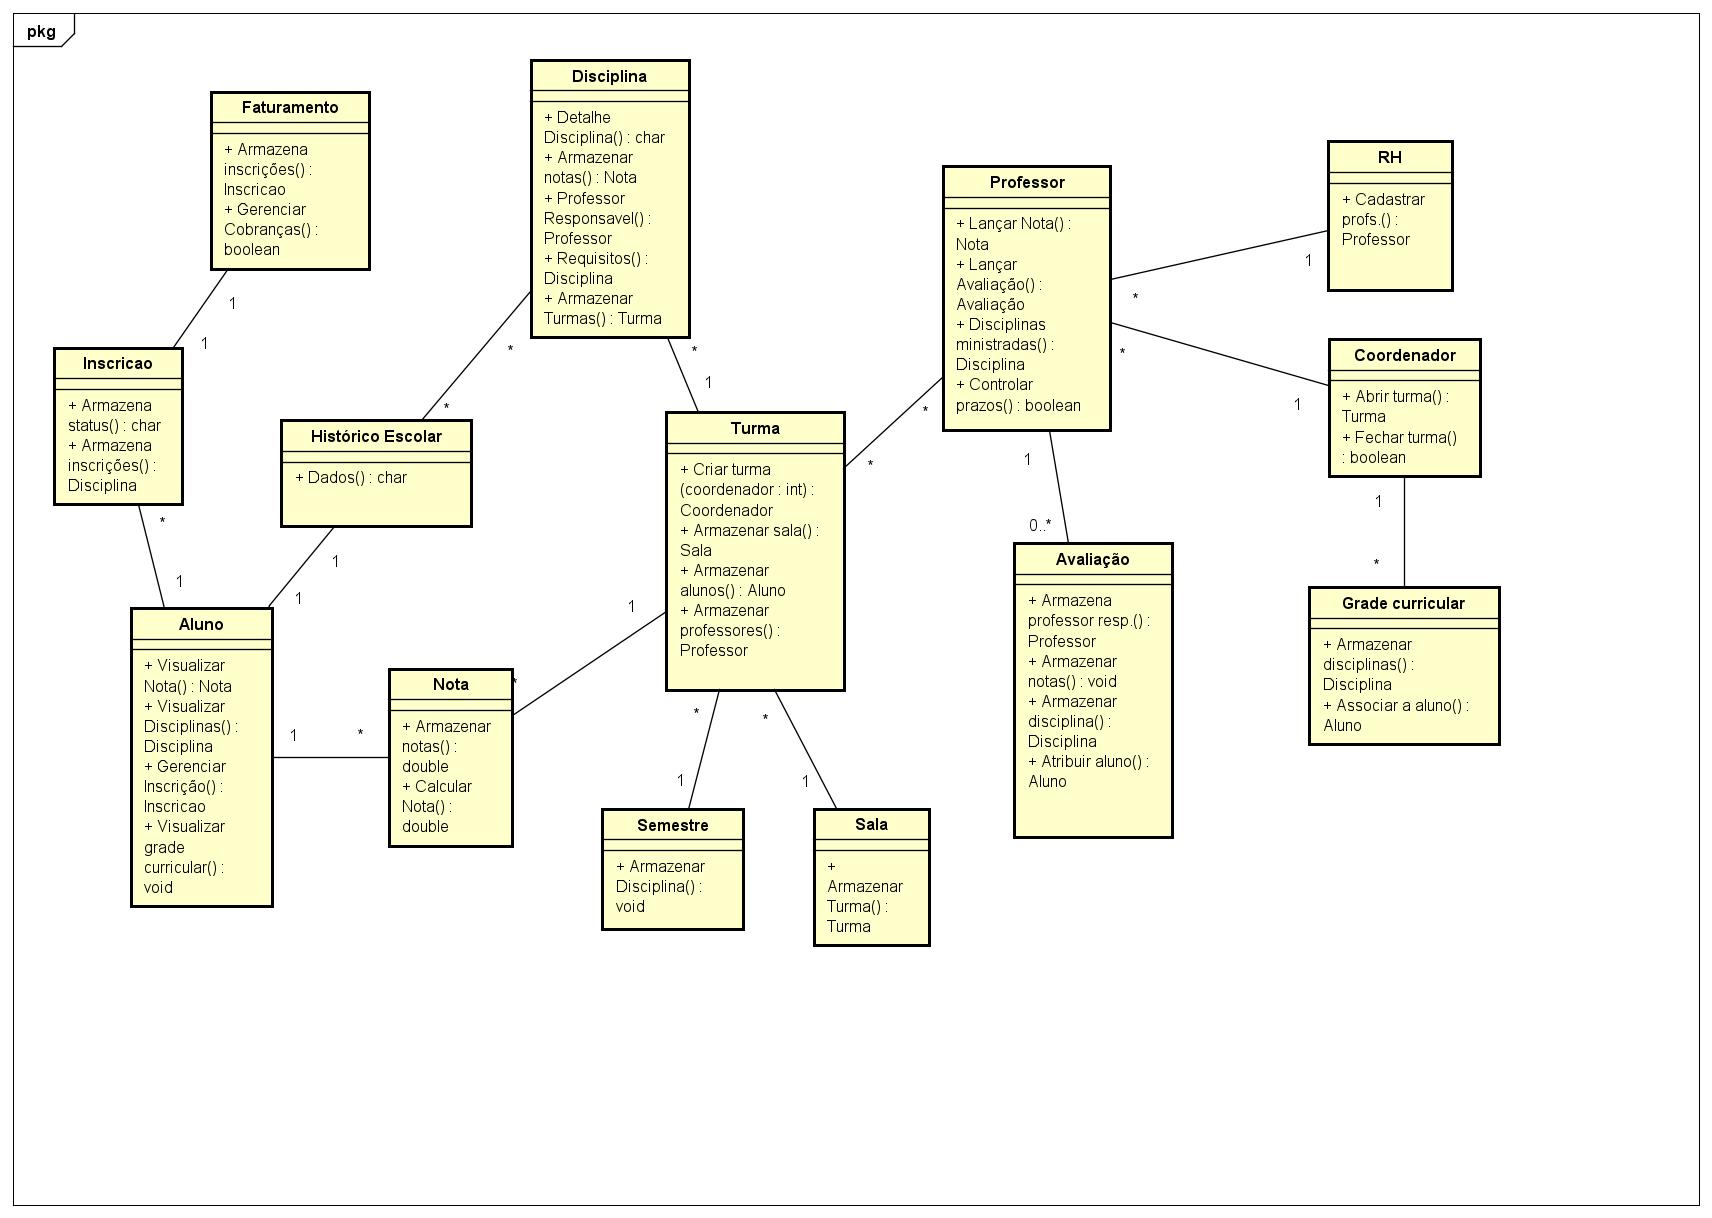 pkg
Faturamento
+ Armazena
inscrições() :
Inscricao
+ Gerenciar
Cobranças() :
boolean
1
1
Inscricao
+ Armazena
status() : char
+ Armazena
inscrições() :
Disciplina
*
1
Disciplina
+ Detalhe
Disciplina() : char
+ Armazenar
notas() : Nota
+ Professor
Responsavel() :
Professor
+ Requisitos() :
Disciplina
+ Armazenar
Turmas() : Turma
*
*
*
1
Histórico Escolar
+ Dados() : char
1
1
Aluno
+ Visualizar
Nota() : Nota
+ Visualizar
Disciplinas() :
Disciplina
+ Gerenciar
Inscrição() :
Inscricao
+ Visualizar
grade
curricular() :
void
1
*
Nota
+ Armazenar
notas() :
double
+ Calcular
Nota() :
double
*
1
Turma
+ Criar turma
(coordenador : int) :
Coordenador
+ Armazenar sala() :
Sala
+ Armazenar
alunos() : Aluno
+ Armazenar
professores() :
Professor
*
*
1
1
Semestre
+ Armazenar
Disciplina() :
void
Sala
+
Armazenar
Turma() :
Turma
*
*
Professor
+ Lançar Nota() :
Nota
+ Lançar
Avaliação() :
Avaliação
+ Disciplinas
ministradas() :
Disciplina
+ Controlar
prazos() : boolean
1
0..*
Avaliação
+ Armazena
professor resp.() :
Professor
+ Armazenar
notas() : void
+ Armazenar
disciplina() :
Disciplina
+ Atribuir aluno() :
Aluno
*
1
RH
+ Cadastrar
profs.() :
Professor
*
1
Coordenador
+ Abrir turma() :
Turma
+ Fechar turma()
: boolean
1
*
Grade curricular
+ Armazenar
disciplinas() :
Disciplina
+ Associar a aluno() :
Aluno